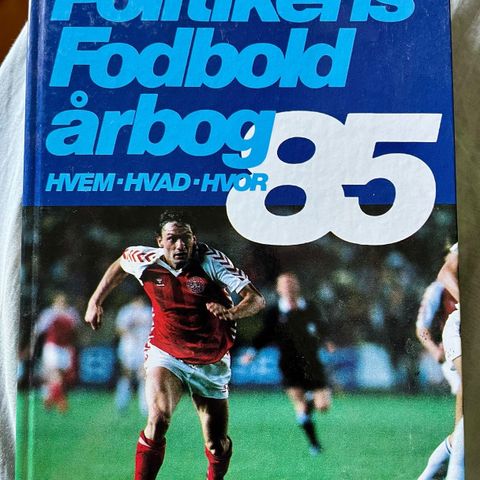 Politikens
Fodbold
årbog
85
HVEM·HVAD·HVOR